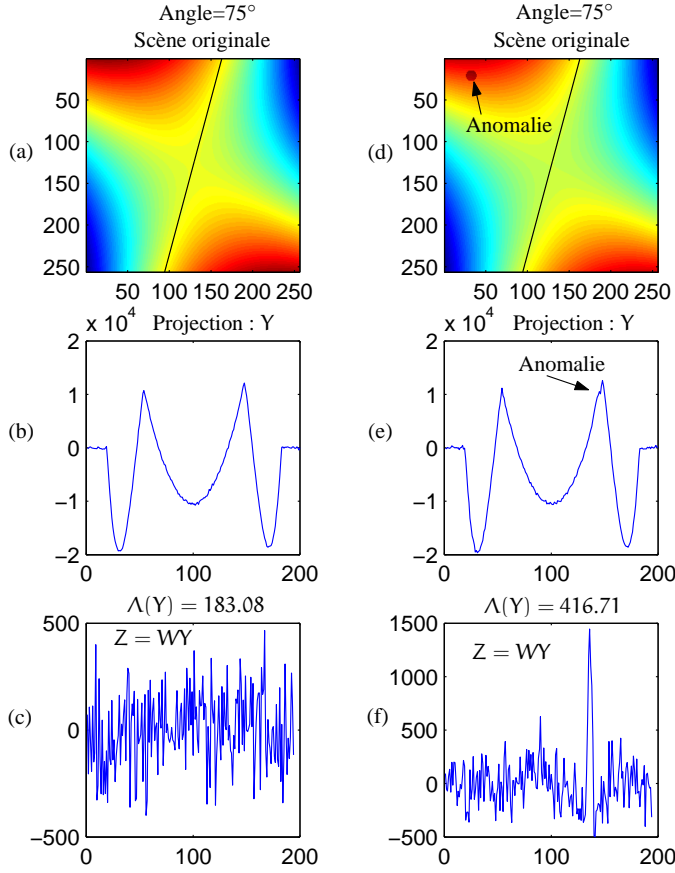 Angle=75°
Scène originale
50
100
150
200
250
50 100 150 200 250
(a)
x 10^4 Projection : Y
2
1
0
−1
−2
0 100 200
(b)
Λ(Y) = 183.08
Z = WY
500
0
−500
0 100 200
(c)
Angle=75°
Scène originale
Anomalie
50
100
150
200
250
50 100 150 200 250
(d)
x 10^4 Projection : Y
Anomalie
2
1
0
−1
−2
0 100 200
(e)
Λ(Y) = 416.71
Z = WY
1500
1000
500
0
−500
0 100 200
(f)